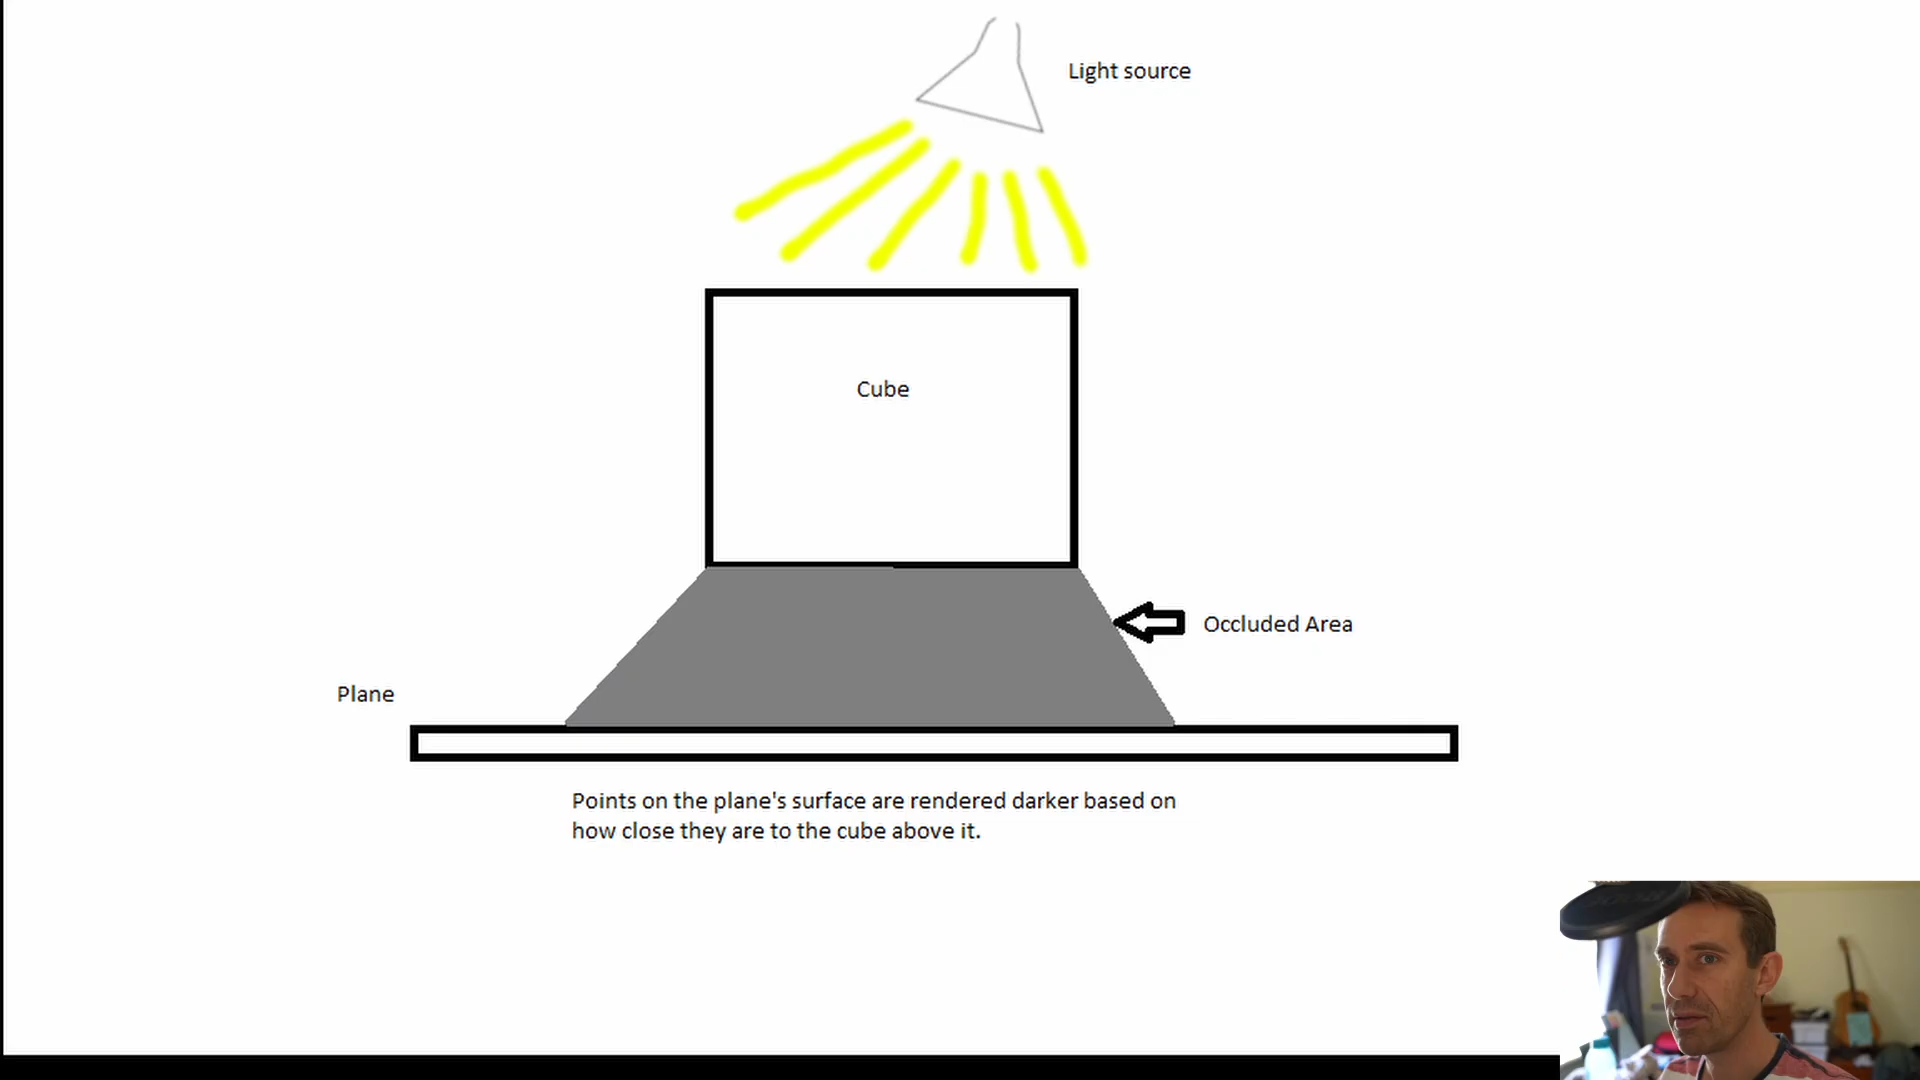 Light source
Cube
Occluded Area
Plane
Points on the plane's surface are rendered darker based on
how close they are to the cube above it.